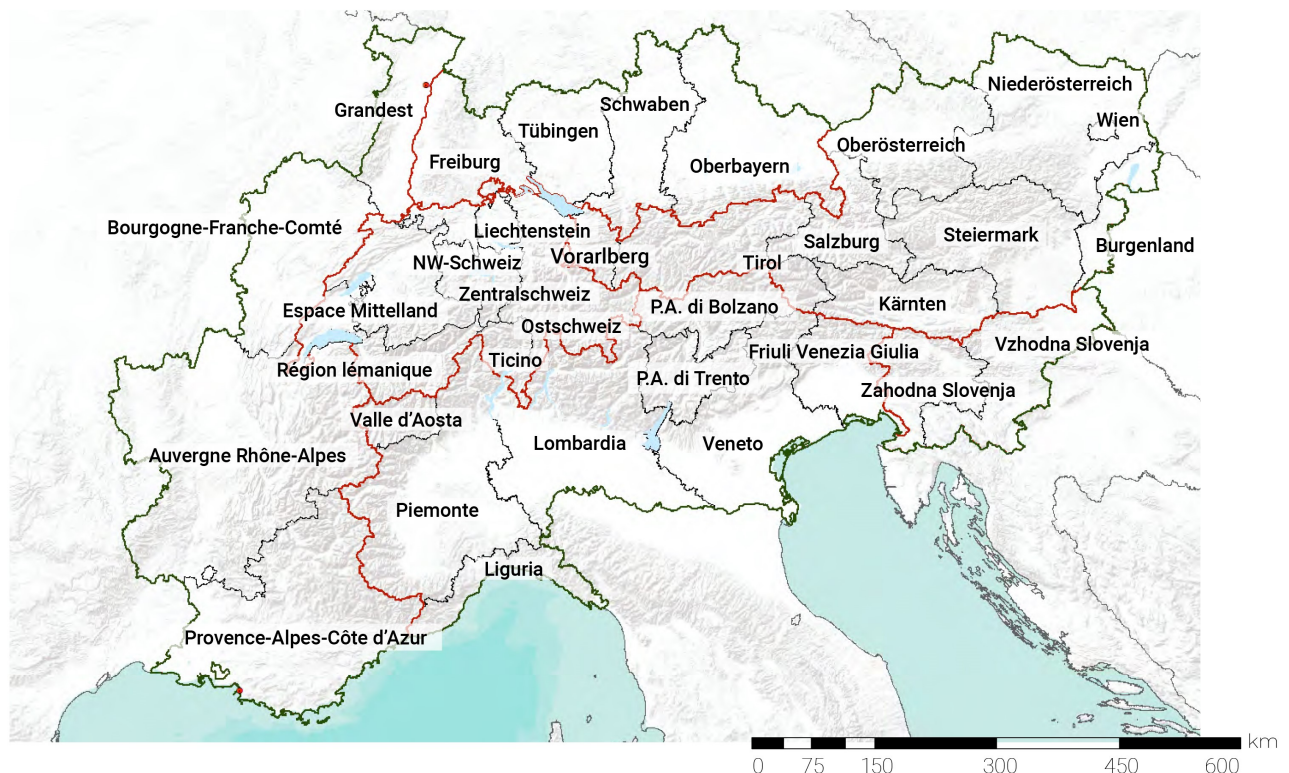 Niederösterreich
Schwaben
Grandest
Wien
Tübingen
Oberösterreich
Freiburg
Oberbayern
Bourgogne-Franche-Comté
Liechtenstein
Steiermark
Salzburg
Burgenland
Vorarlberg
NW-Schweiz
Tirol
Zentralschweiz
Kärnten
P.A. di Bolzano
Espace Mittelland
Ostschweiz
Vzhodna Slovenja
Friuli Venezia Giulia
Ticino
Région lémanique
P.A. di Trento
Zahodna Slovenja
Valle d'Aosta
Lombardia
Veneto
Auvergne Rhône-Alpes
Piemonte
Liguria
Provence-Alpes-Côte d'Azur
km
0 75 150 300 450 600